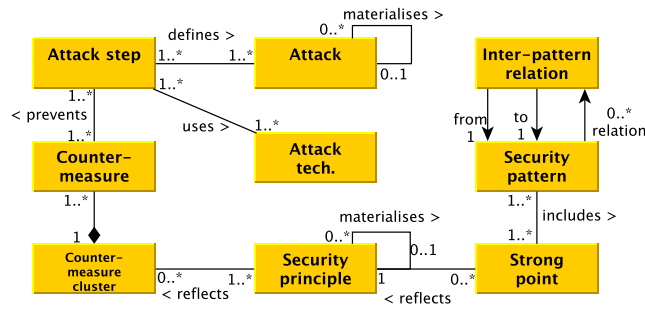 materialises >
0..*
defines >
Attack step
1..*
1..*
Attack
0..1
Inter-pattern
relation
1..*
1..*
< prevents
uses >
1..*
1..*
from
1
to
1
0..*
relation
Counter-
measure
Attack
tech.
Security
pattern
1..*
1..*
materialises >
includes >
1
0..*
0..1
1..*
Counter-
measure
cluster
0..*
1..*
< reflects
Security
principle
1
0..*
< reflects
Strong
point